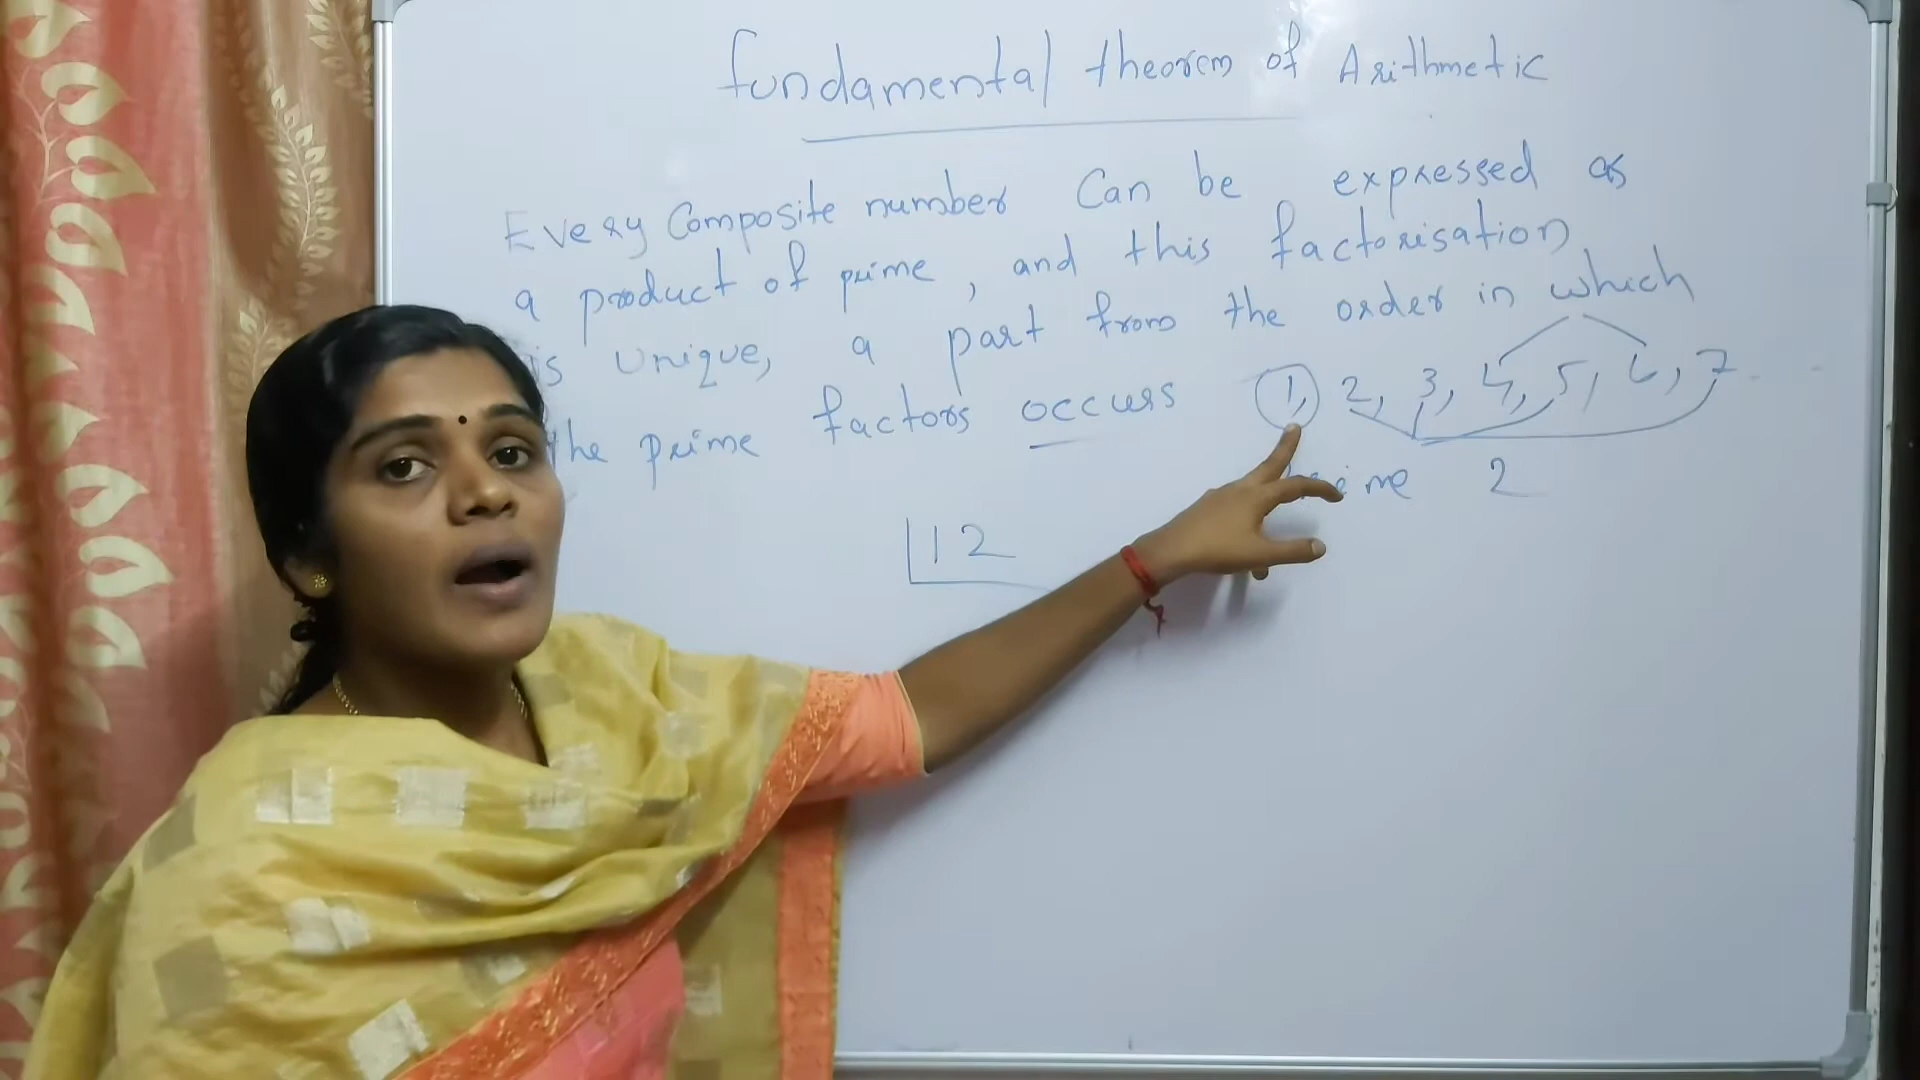 fundamental theorem of Arithmetic
Every Composite number Can be expressed as
a product of prime, and this factorisation
is unique, a part from the order in which
the prime factors occurs
1, 2, 3, 4, 5, 6, 7
2
12